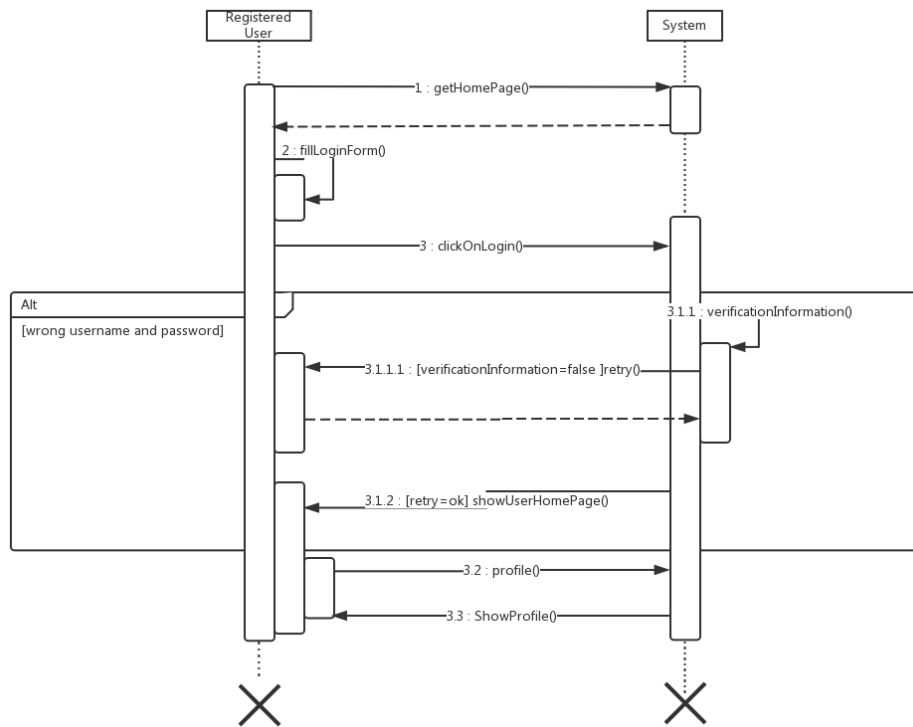 Registered
User
System
1 : getHomePage()
2 : fillLoginForm()
3 : clickOnLogin()
Alt
[wrong username and password]
3.1.1 : verificationInformation()
3.1.1.1 : [verificationInformation=false ]retry()
3.1.2 : [retry=ok] showUserHomePage()
3.2 : profile()
3.3 : ShowProfile()